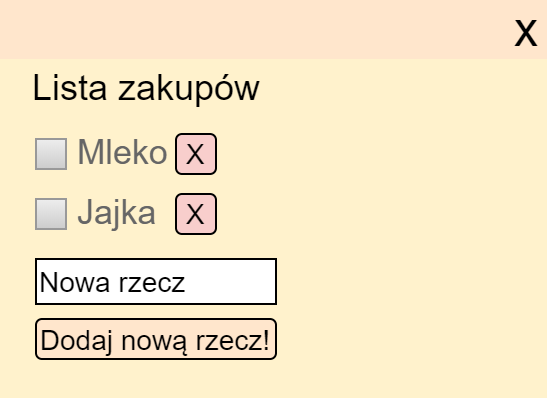 X
Lista zakupów
Mleko X
Jajka X
Nowa rzecz
Dodaj nową rzecz!